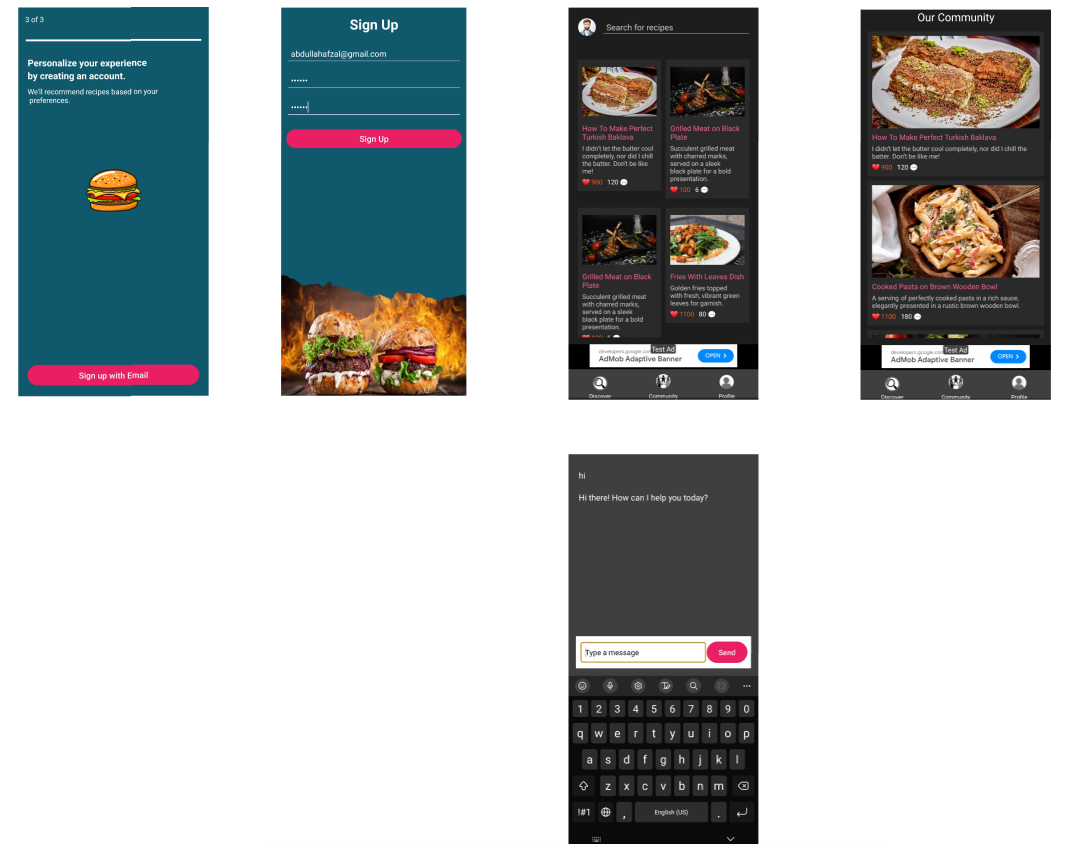 3 of 3
Personalize your experience
by creating an account.
We'll recommend recipes based on your
preferences.
Sign up with Email
Sign Up
abdullahafzal@gmail.com
••••••
••••••
Sign Up
Search for recipes
How To Make Perfect
Turkish Baklava
I didn't let the butter cool
completely, nor did I chill
the batter. Don't be like
me!
900 120
Grilled Meat on Black
Plate
Succulent grilled meat
with charred marks,
served on a sleek
black plate for a bold
presentation.
100 6
Grilled Meat on Black
Plate
Succulent grilled meat
with charred marks,
served on a sleek
black plate for a bold
presentation.
100 6
Fries With Leaves Dish
Golden fries topped
with fresh, vibrant green
leaves for garnish.
1100 80
developers.google.com
Test Ad
AdMob Adaptive Banner
OPEN >
Discover Community Profile
Our Community
How To Make Perfect Turkish Baklava
I didn't let the butter cool completely, nor did I chill the
batter. Don't be like me!
900 120
Cooked Pasta on Brown Wooden Bowl
A serving of perfectly cooked pasta in a rich sauce,
elegantly presented in a rustic brown wooden bowl.
1100 180
developers.google.com
Test Ad
AdMob Adaptive Banner
OPEN >
Discover Community Profile
hi
Hi there! How can I help you today?
Type a message
Send
1 2 3 4 5 6 7 8 9 0
q w e r t y u i o p
a s d f g h j k l
z x c v b n m
!#1 , English (US) .